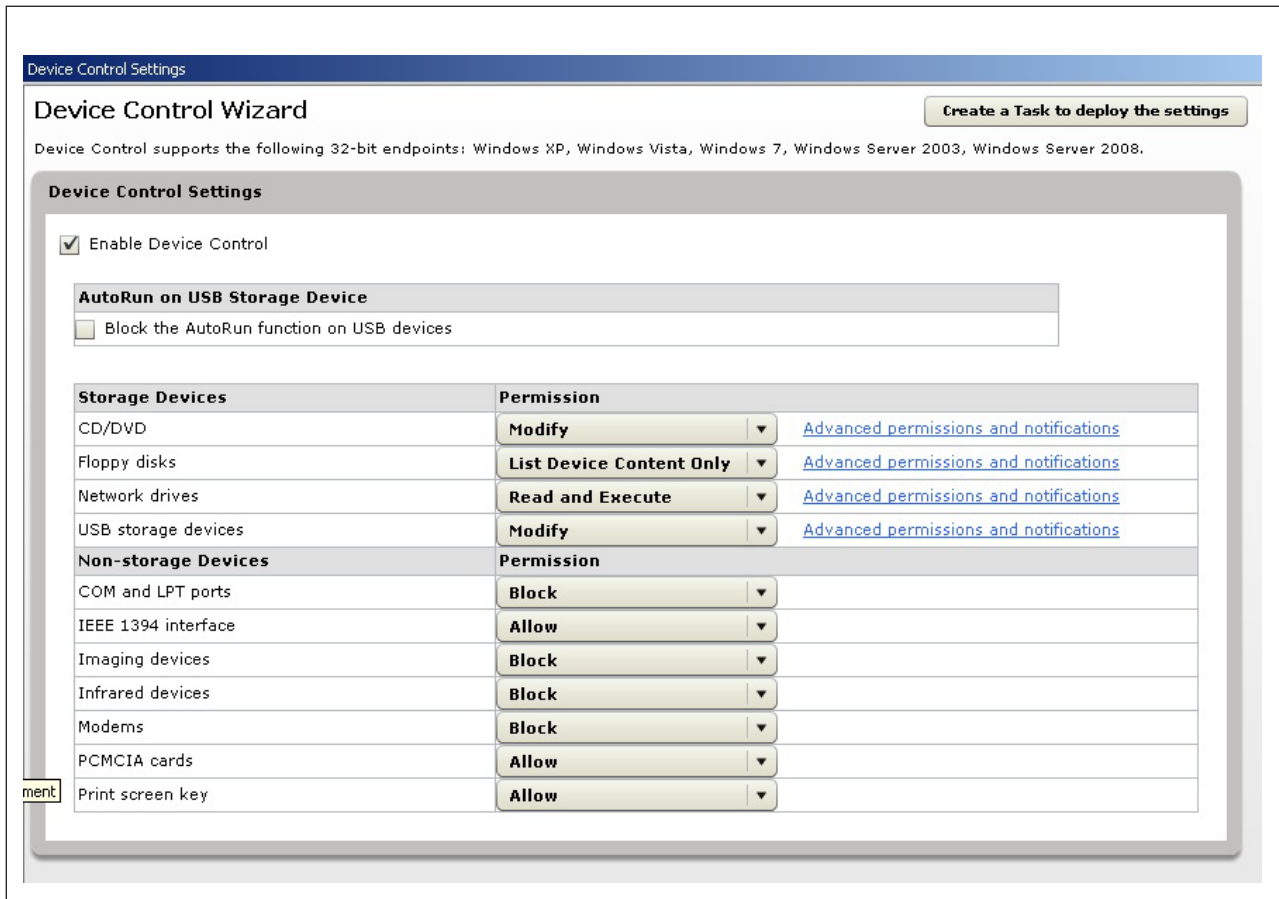 Device Control Settings
Device Control Wizard
Create a Task to deploy the settings
Device Control supports the following 32-bit endpoints: Windows XP, Windows Vista, Windows 7, Windows Server 2003, Windows Server 2008.
Device Control Settings
Enable Device Control
AutoRun on USB Storage Device
Block the AutoRun function on USB devices
Storage Devices Permission
CD/DVD Modify Advanced permissions and notifications
Floppy disks List Device Content Only Advanced permissions and notifications
Network drives Read and Execute Advanced permissions and notifications
USB storage devices Modify Advanced permissions and notifications
Non-storage Devices Permission
COM and LPT ports Block
IEEE 1394 interface Allow
Imaging devices Block
Infrared devices Block
Modems Block
PCMCIA cards Allow
ment
Print screen key Allow